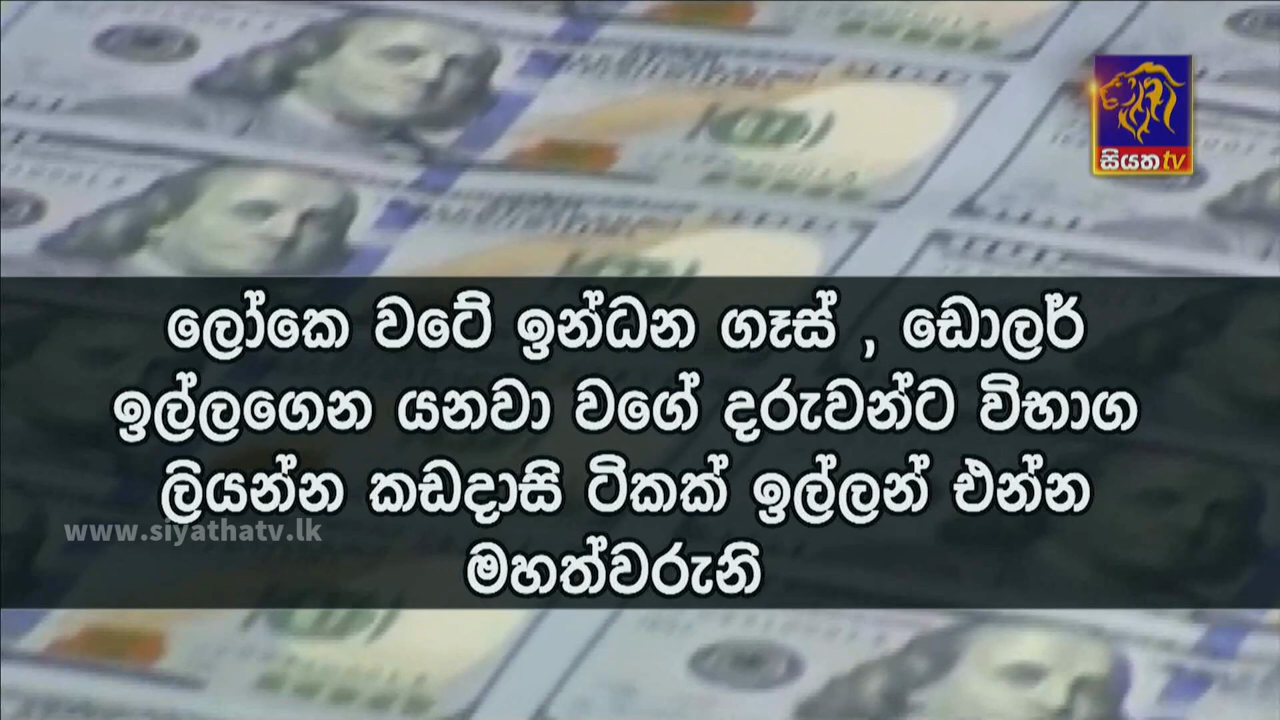 සියත tv
ලෝකෙ වටේ ඉන්ධන ගෑස් , ඩොලර්
ඉල්ලගෙන යනවා වගේ දරුවන්ට විභාග
ලියන්න කඩදාසි ටිකක් ඉල්ලන් එන්න
www.siyathatv.lk
මහත්වරුනි